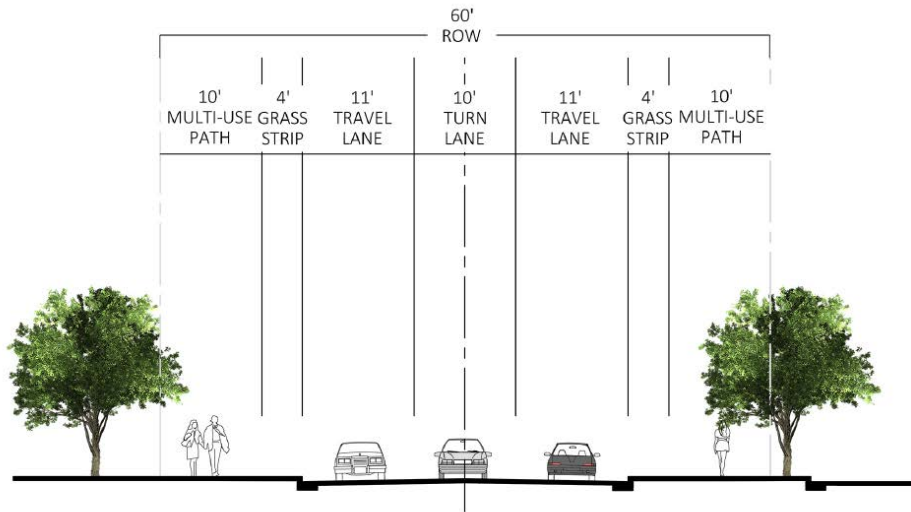 60'
ROW
10'
MULTI-USE
PATH
4'
GRASS
STRIP
11'
TRAVEL
LANE
10'
TURN
LANE
11'
TRAVEL
LANE
4'
GRASS
STRIP
10'
MULTI-USE
PATH